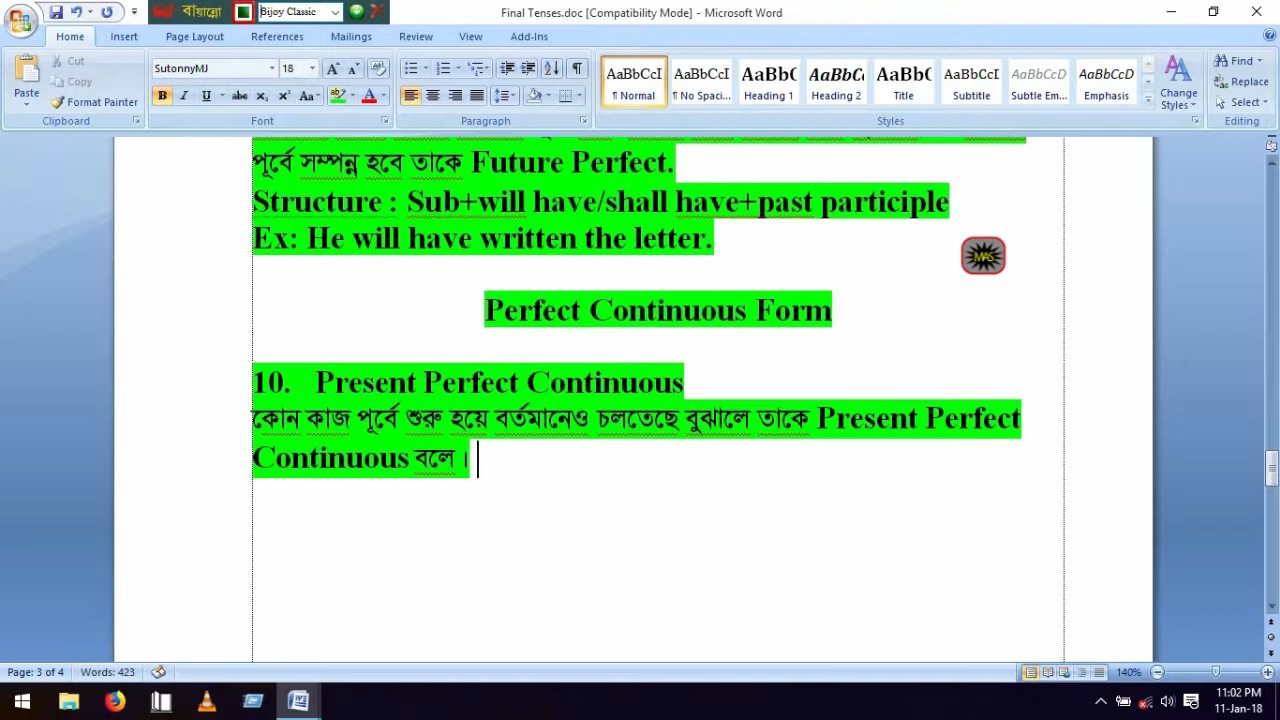 বায়ান্নো
Bijoy Classic
Final Tenses.doc [Compatibility Mode] - Microsoft Word
Home
Insert
Page Layout
References
Mailings
Review
View
Add-Ins
Paste
Cut
Copy
Format Painter
Clipboard
SutonnyMJ
18
Font
Paragraph
AaBbCcI
¶ Normal
AaBbCcI
¶ No Spaci...
AaBbC
Heading 1
AaBbC
Heading 2
AaBbC
Title
AaBbCcI
Subtitle
AaBbCcD
Subtle Em...
AaBbCcD
Emphasis
Change Styles
Styles
Find
Replace
Select
Editing
পূর্বে সম্পন্ন হবে তাকে Future Perfect.
Structure : Sub+will have/shall have+past participle
Ex: He will have written the letter.
MAS
Perfect Continuous Form
10. Present Perfect Continuous
কোন কাজ পূর্বে শুরু হয়ে বর্তমানেও চলতেছে বুঝালে তাকে Present Perfect
Continuous বলে।
Page: 3 of 4
Words: 423
140%
11:02 PM
11-Jan-18